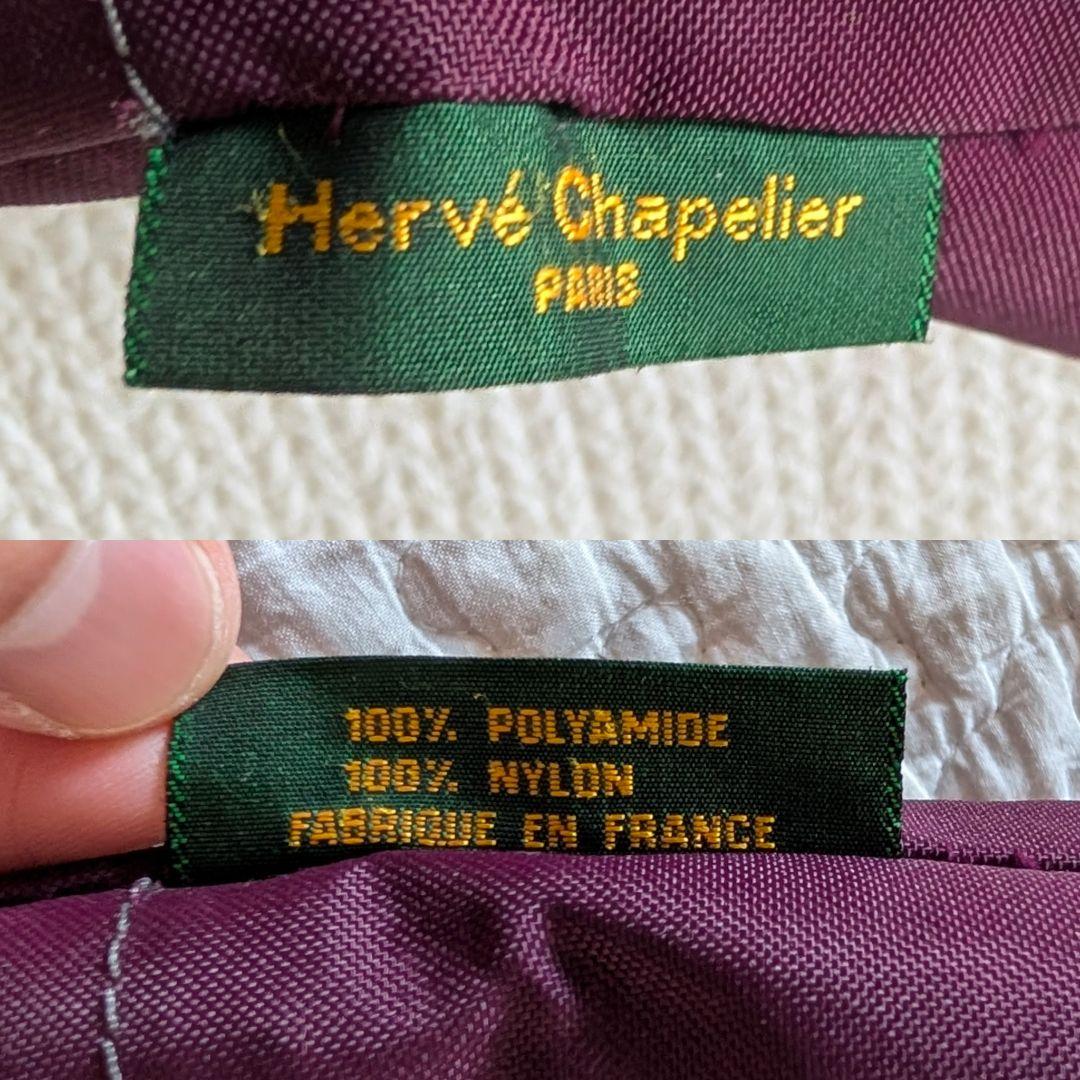 Hervé Chapelier
PARIS
100% POLYAMIDE
100% NYLON
FABRIQUE EN FRANCE